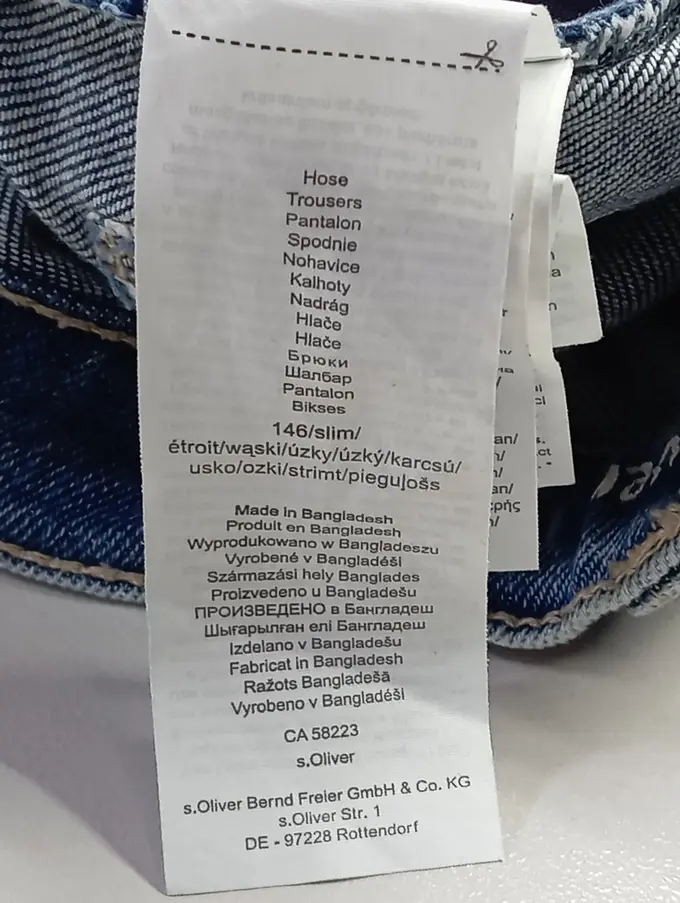 Hose
Trousers
Pantalon
Spodnie
Nohavice
Kalhoty
Nadrág
Hlače
Hlače
Брюки
Шалбар
Pantalon
Bikses
146/slim/
étroit/wąski/úzky/úzký/karcsú/
usko/ozki/strimt/pieguļošs
Made in Bangladesh
Produit en Bangladesh
Wyprodukowano w Bangladeszu
Vyrobené v Bangladéši
Származási hely Banglades
Proizvedeno u Bangladešu
ПРОИЗВЕДЕНО в Бангладеш
Шығарылған елі Бангладеш
Izdelano v Bangladešu
Fabricat in Bangladesh
Ražots Bangladešā
Vyrobeno v Bangladéši
CA 58223
s.Oliver
s.Oliver Bernd Freier GmbH & Co. KG
s.Oliver Str. 1
DE - 97228 Rottendorf